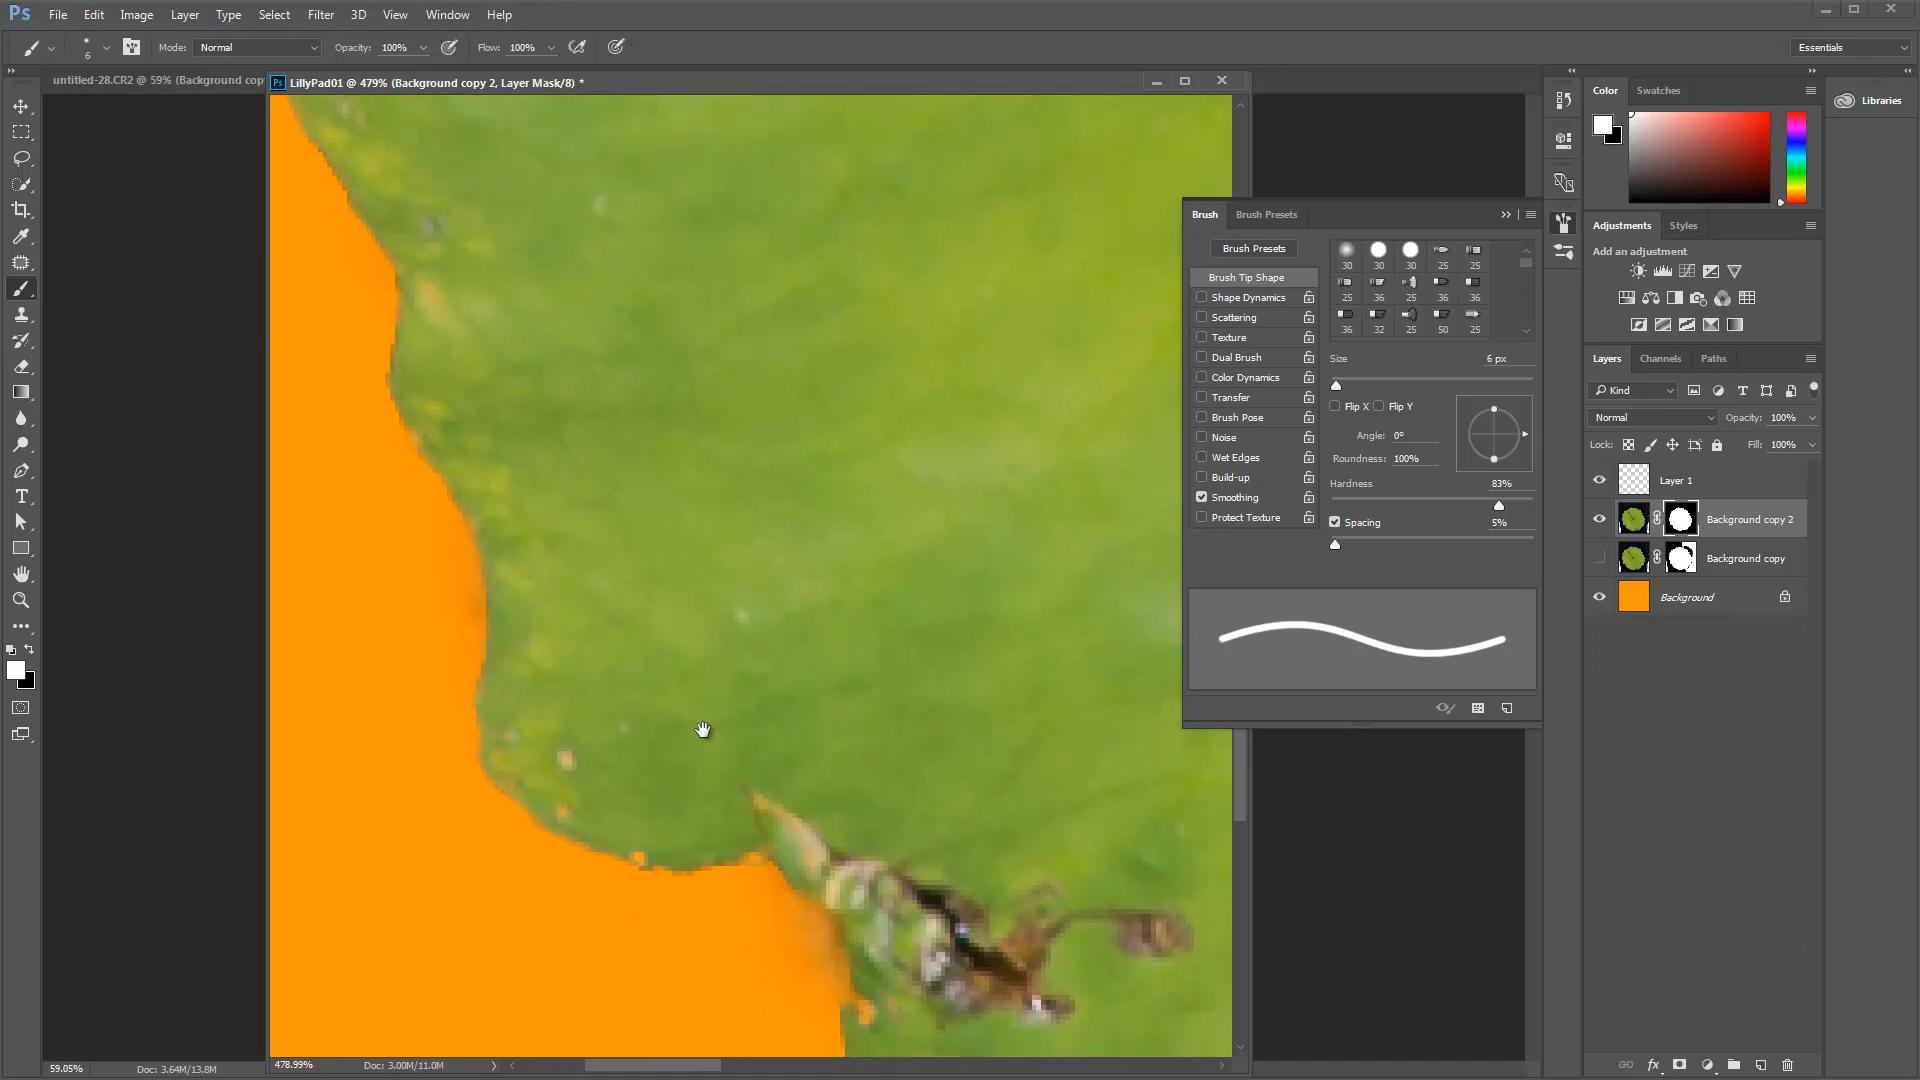 Ps File Edit Image Layer Type Select Filter 3D View Window Help
6 Mode: Normal Opacity: 100% Flow: 100% Essentials
untitled-28.CR2 @ 59% (Background cop
Ps LillyPad01 @ 479% (Background copy 2, Layer Mask/8) *
Color Swatches
Libraries
Brush Brush Presets
Brush Presets
30 30 30 25 25
25 36 25 36 36
36 32 25 50 25
Brush Tip Shape
Shape Dynamics
Scattering
Texture
Dual Brush
Color Dynamics
Transfer
Brush Pose
Noise
Wet Edges
Build-up
Smoothing
Protect Texture
Size 6 px
Flip X Flip Y
Angle: 0º
Roundness: 100%
Hardness 83%
Spacing 5%
Adjustments Styles
Add an adjustment
Layers Channels Paths
Kind
Normal Opacity: 100%
Lock: Fill: 100%
Layer 1
Background copy 2
Background copy
Background
fx
59.05% Doc: 3.64M/13.8M
478.99% Doc: 3.00M/11.0M